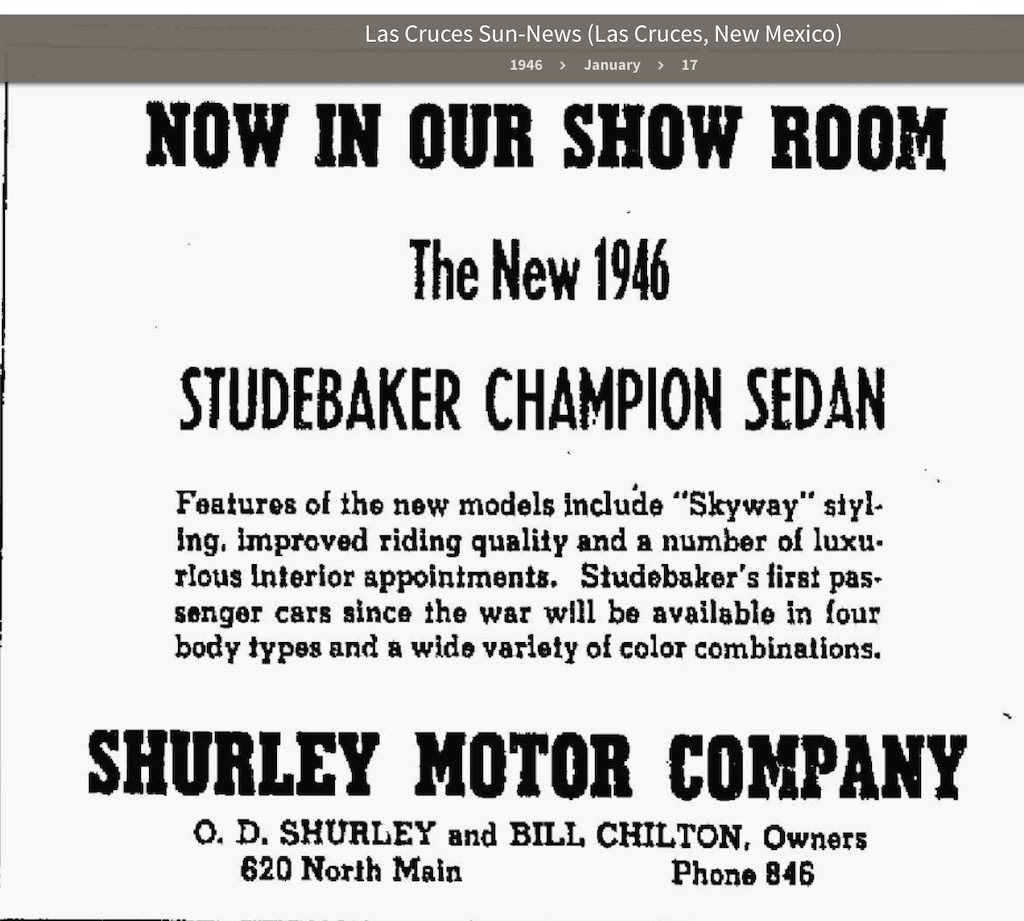 Las Cruces Sun-News (Las Cruces, New Mexico)
1946 > January > 17
NOW IN OUR SHOW ROOM
The New 1946
STUDEBAKER CHAMPION SEDAN
Features of the new models include "Skyway" styl-
ing, improved riding quality and a number of luxu-
rious interior appointments. Studebaker's first pas-
senger cars since the war will be available in four
body types and a wide variety of color combinations.
SHURLEY MOTOR COMPANY
O. D. SHURLEY and BILL CHILTON, Owners
620 North Main Phone 846